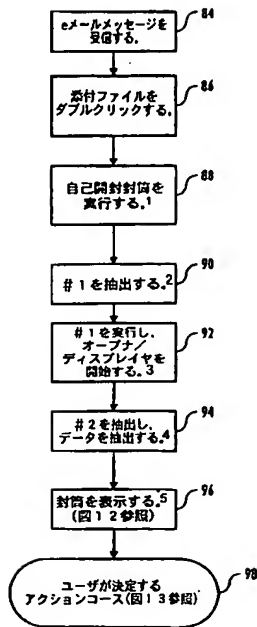 eメールメッセージを
受信する。
84
添付ファイルを
ダブルクリックする。
86
自己開封封筒を
実行する。1
88
#1を抽出する。2
90
#1を実行し、
オープナ/
ディスプレイヤを
開始する。3
92
#2を抽出し、
データを抽出する。4
94
封筒を表示する。5
(図12参照)
96
ユーザが決定する
アクションコース(図13参照)
98